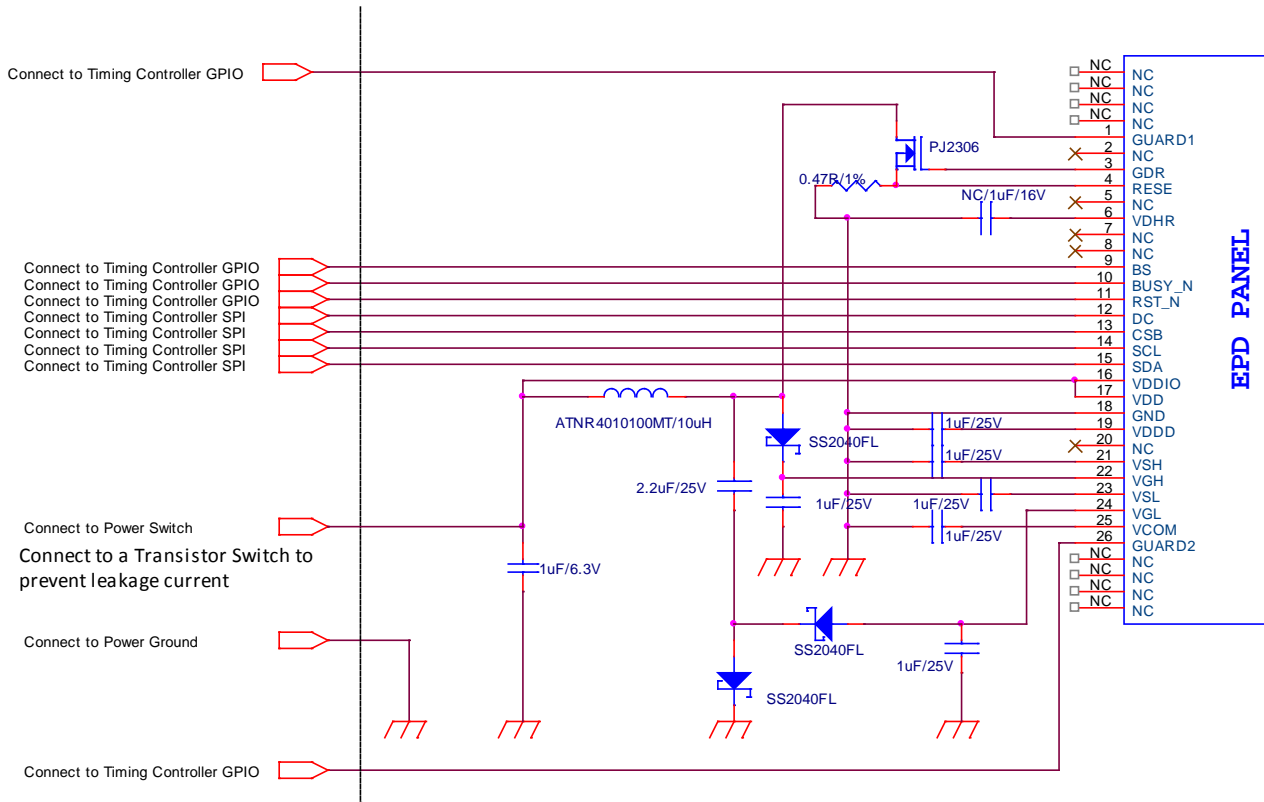 Connect to Timing Controller GPIO
NC
NC
NC
NC
NC
NC
NC
NC
1
GUARD1
2
NC
PJ2306
3
GDR
0.47R/1%
4
RESE
NC/1uF/16V
5
NC
6
VDHR
7
NC
8
NC
Connect to Timing Controller GPIO
9
BS
Connect to Timing Controller GPIO
10
BUSY_N
Connect to Timing Controller GPIO
11
RST_N
Connect to Timing Controller SPI
12
DC
Connect to Timing Controller SPI
13
CSB
Connect to Timing Controller SPI
14
SCL
Connect to Timing Controller SPI
15
SDA
16
VDDIO
17
VDD
EPD PANEL
ATNR4010100MT/10uH
18
GND
1uF/25V
19
VDDD
SS2040FL
20
NC
1uF/25V
21
VSH
22
VGH
2.2uF/25V
23
VSL
1uF/25V
1uF/25V
24
VGL
Connect to Power Switch
25
VCOM
1uF/25V
26
GUARD2
Connect to a Transistor Switch to
prevent leakage current
1uF/6.3V
NC
NC
NC
NC
NC
NC
NC
NC
Connect to Power Ground
SS2040FL
1uF/25V
SS2040FL
Connect to Timing Controller GPIO